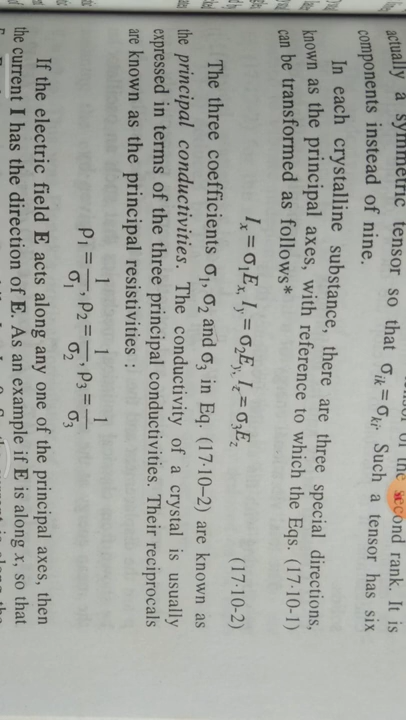 of the second rank. It is
actually a symmetric tensor so that σik=σki. Such a tensor has six
components instead of nine.
In each crystalline substance, there are three special directions,
known as the principal axes, with reference to which the Eqs. (17·10-1)
can be transformed as follows*
Ix=σ1Ex, Iy=σ2Ey, Iz=σ3Ez (17·10-2)
The three coefficients σ1, σ2 and σ3 in Eq. (17·10–2) are known as
the principal conductivities. The conductivity of a crystal is usually
expressed in terms of the three principal conductivities. Their reciprocals
are known as the principal resistivities :
ρ1 = 1/σ1, ρ2 = 1/σ2, ρ3 = 1/σ3
If the electric field E acts along any one of the principal axes, then
the current I has the direction of E. As an example if E is along x, so that